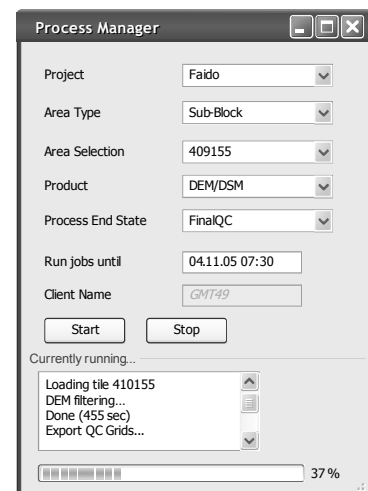 Process Manager
Project Faido
Area Type Sub-Block
Area Selection 409155
Product DEM/DSM
Process End State FinalQC
Run jobs until 04.11.05 07:30
Client Name GMT49
Start Stop
Currently running...
Loading tile 410155
DEM filtering...
Done (455 sec)
Export QC Grids...
37 %